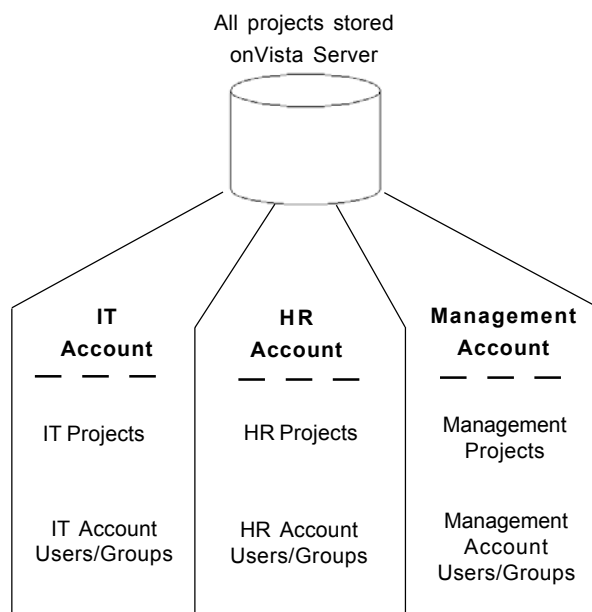 All projects stored
onVista Server
IT
Account
IT Projects
IT Account
Users/Groups
HR
Account
HR Projects
HR Account
Users/Groups
Management
Account
Management
Projects
Management
Account
Users/Groups